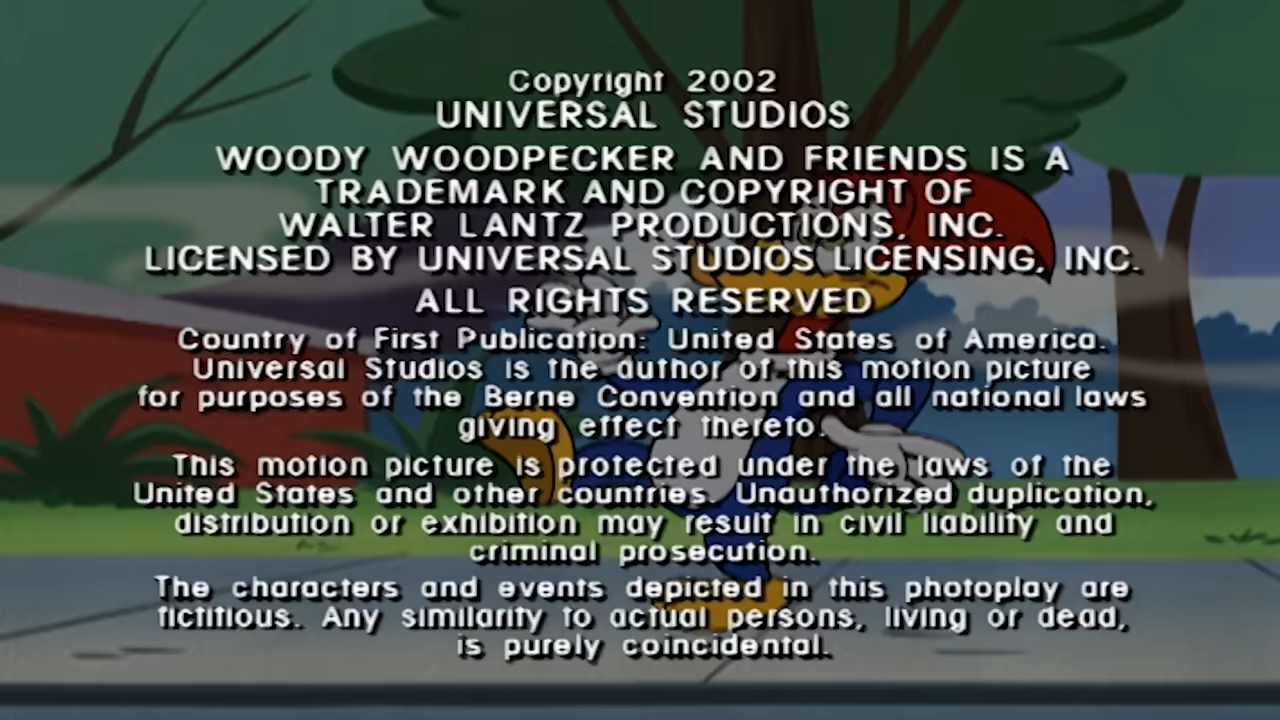 Copyright 2002
UNIVERSAL STUDIOS
WOODY WOODPECKER AND FRIENDS IS A
TRADEMARK AND COPYRIGHT OF
WALTER LANTZ PRODUCTIONS, INC.
LICENSED BY UNIVERSAL STUDIOS LICENSING, INC.
ALL RIGHTS RESERVED
Country of First Publication: United States of America.
Universal Studios is the author of this motion picture
for purposes of the Berne Convention and all national laws
giving effect thereto.
This motion picture is protected under the laws of the
United States and other countries. Unauthorized duplication,
distribution or exhibition may result in civil liability and
criminal prosecution.
The characters and events depicted in this photoplay are
fictitious. Any similarity to actual persons, living or dead,
is purely coincidental.